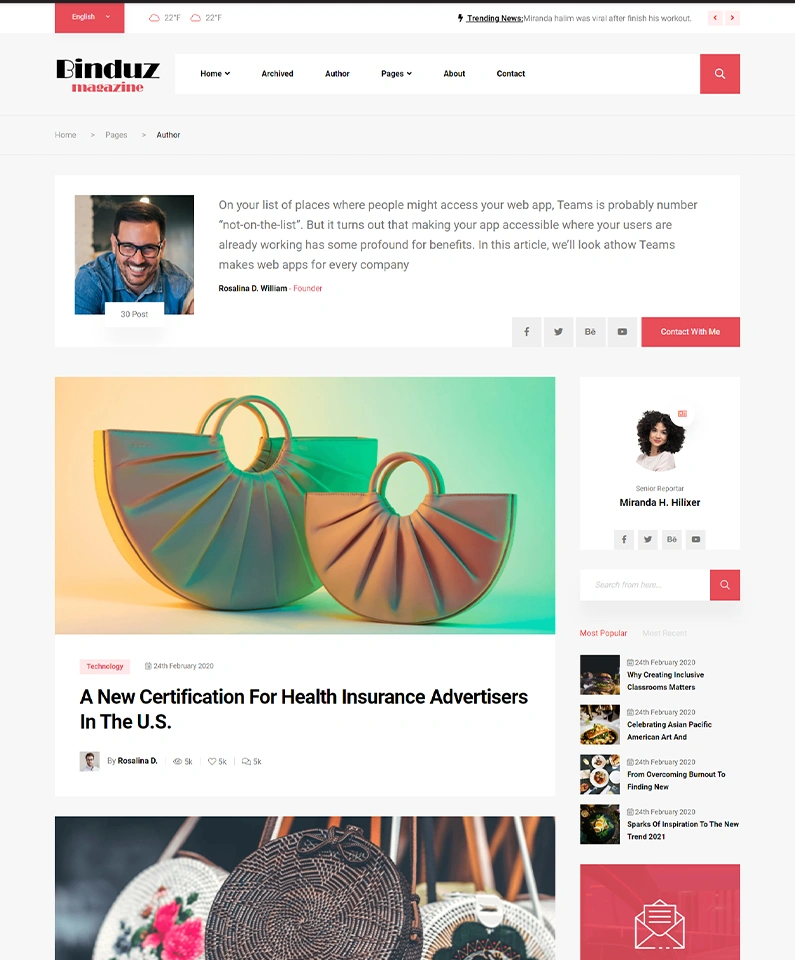 English
22°F
22°F
Trending News:Miranda halim was viral after finish his workout.
Binduz
magazine
Home
Archived
Author
Pages
About
Contact
Home > Pages > Author
On your list of places where people might access your web app, Teams is probably number
“not-on-the-list”. But it turns out that making your app accessible where your users are
already working has some profound for benefits. In this article, we’ll look athow Teams
makes web apps for every company
Rosalina D. William - Founder
30 Post
Bē
Contact With Me
Senior Reportar
Miranda H. Hilixer
Bē
Search from here...
Most Popular
Most Recent
24th February 2020
Why Creating Inclusive
Classrooms Matters
24th February 2020
Celebrating Asian Pacific
American Art And
24th February 2020
From Overcoming Burnout To
Finding New
24th February 2020
Sparks Of Inspiration To The New
Trend 2021
Technology
24th February 2020
A New Certification For Health Insurance Advertisers
In The U.S.
By Rosalina D.
5k
5k
5k